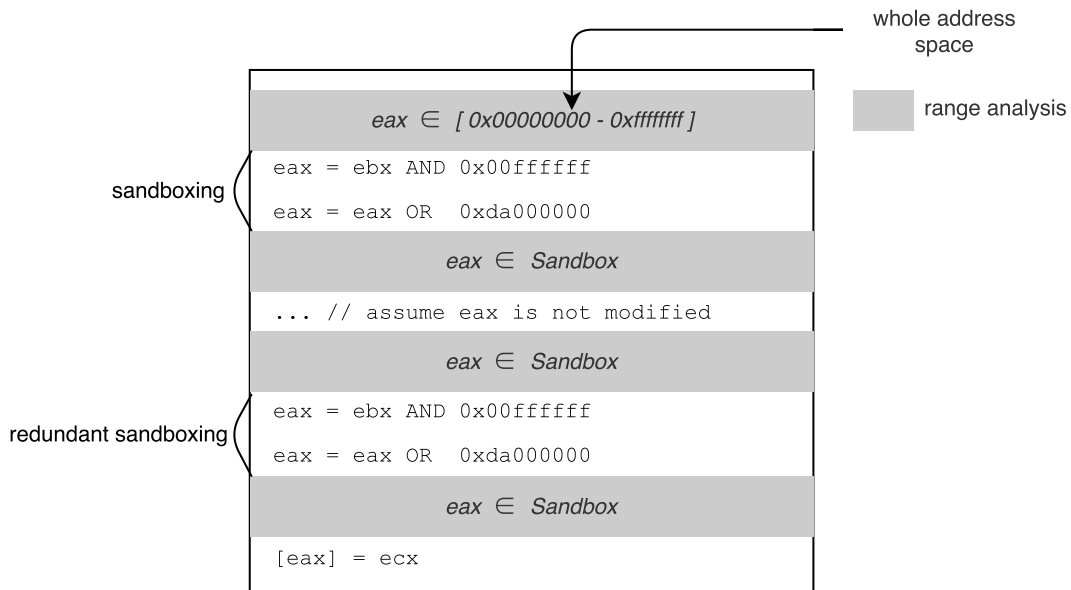 whole address
space
eax ∈ [ 0x00000000 - 0xffffffff ]
range analysis
eax = ebx AND 0x00ffffff
sandboxing
eax = eax OR 0xda000000
eax ∈ Sandbox
... // assume eax is not modified
eax ∈ Sandbox
eax = ebx AND 0x00ffffff
redundant sandboxing
eax = eax OR 0xda000000
eax ∈ Sandbox
[eax] = ecx